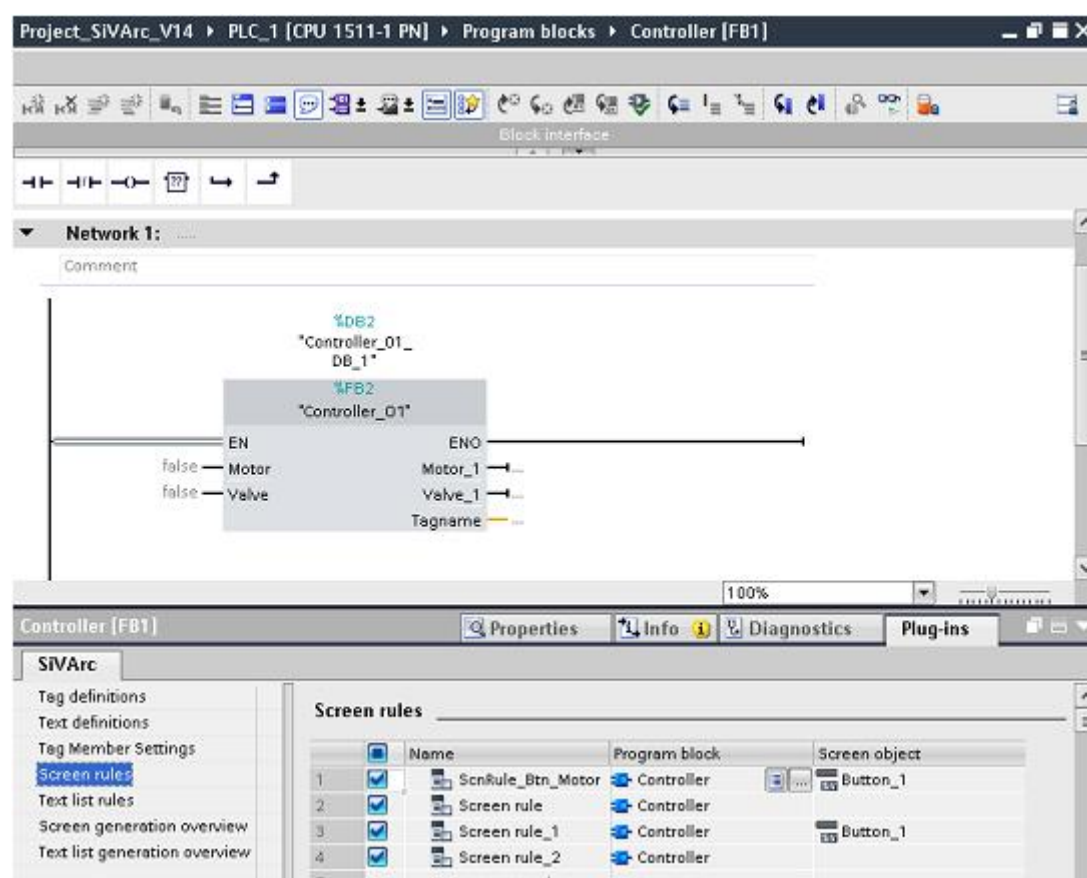 Project_SiVArc_V14 ▸ PLC_1 [CPU 1511-1 PN] ▸ Program blocks ▸ Controller [FB1]
Block interface
??
Network 1: .....
Comment
%DB2
"Controller_01_
DB_1"
%FB2
"Controller_01"
EN ENO
false Motor Motor_1 ...
false Valve Valve_1 ...
Tagname ...
100%
Controller [FB1] Properties Info Diagnostics Plug-ins
SiVArc
Tag definitions
Text definitions
Tag Member Settings
Screen rules
Text list rules
Screen generation overview
Text list generation overview
Screen rules
Name Program block Screen object
1 ScnRule_Btn_Motor Controller ... Button_1
2 Screen rule Controller
3 Screen rule_1 Controller Button_1
4 Screen rule_2 Controller